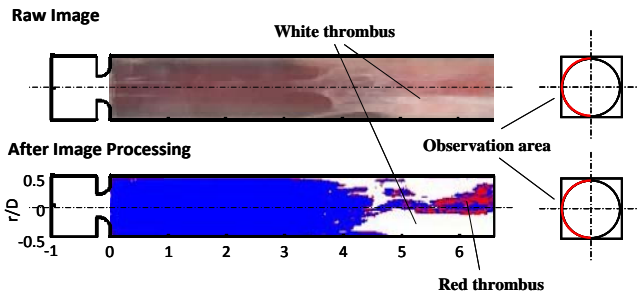 Raw Image
White thrombus
Observation area
After Image Processing
r/D
0.5
0
-0.5
-1 0 1 2 3 4 5 6
Red thrombus